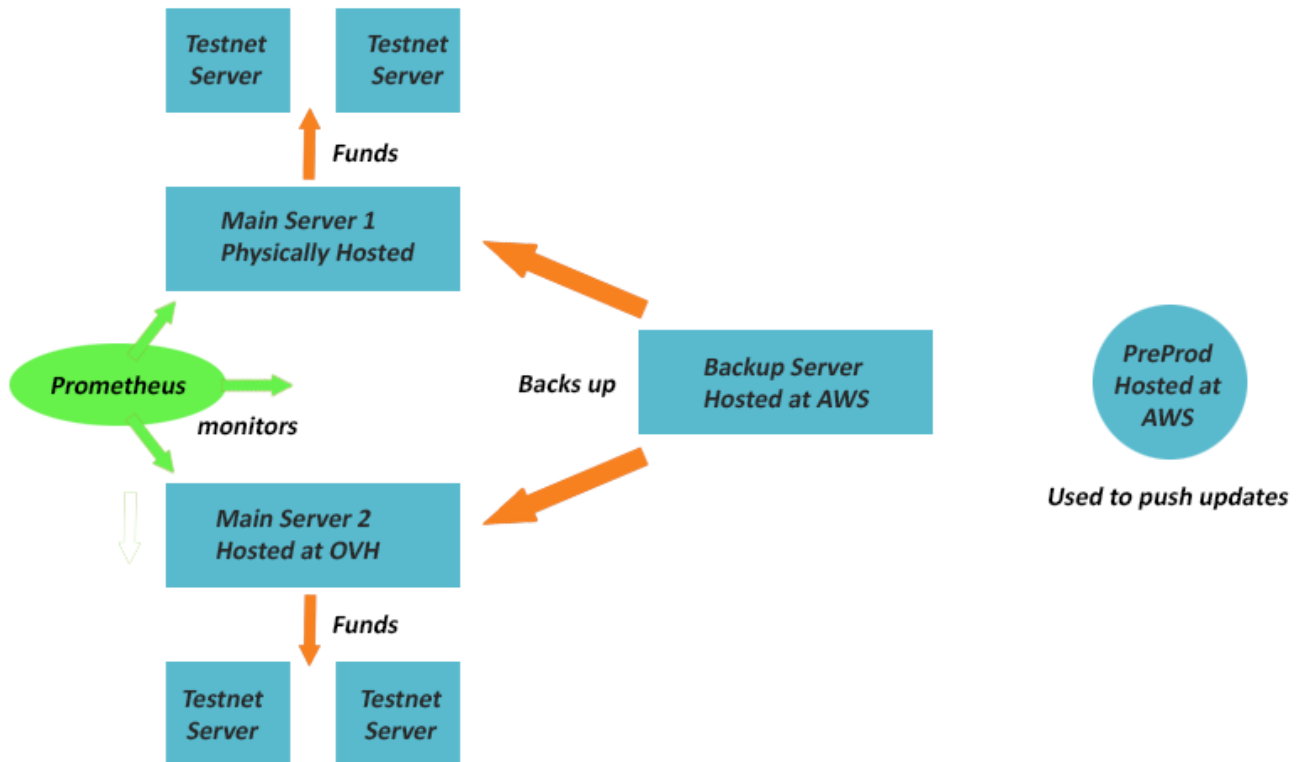 Testnet
Server
Testnet
Server
Funds
Main Server 1
Physically Hosted
Prometheus
monitors
Backs up
Backup Server
Hosted at AWS
PreProd
Hosted at
AWS
Used to push updates
Main Server 2
Hosted at OVH
Funds
Testnet
Server
Testnet
Server